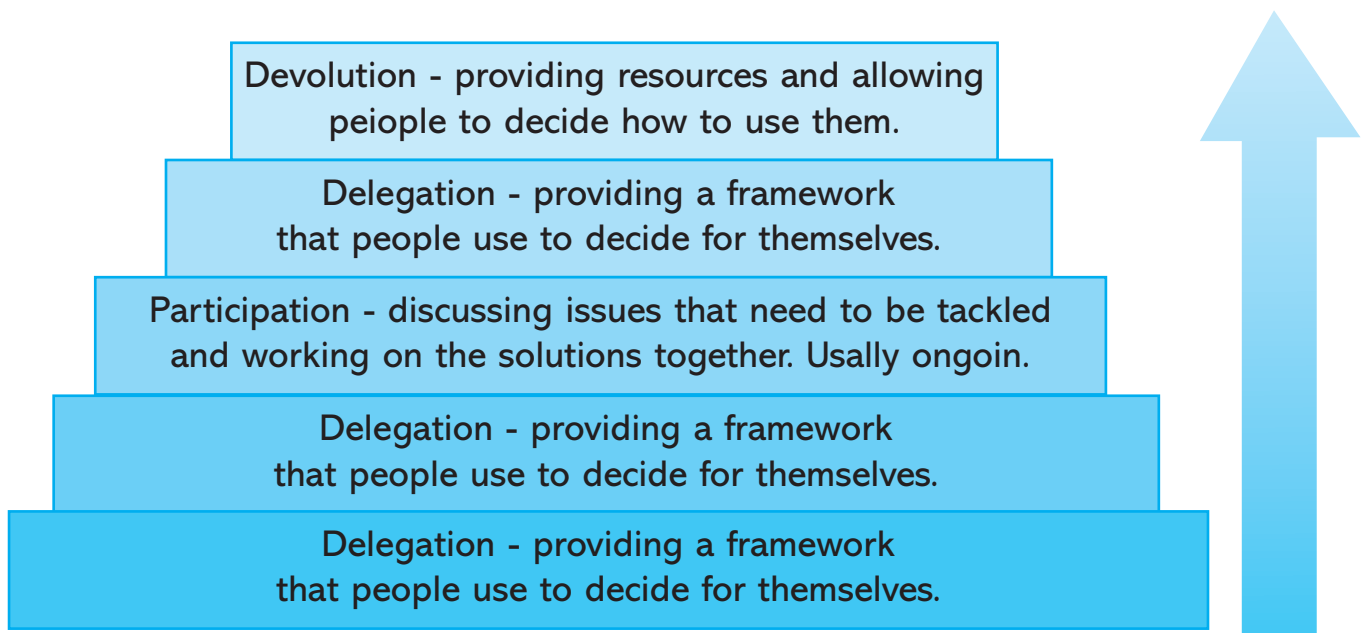 Devolution - providing resources and allowing
peiople to decide how to use them.
Delegation - providing a framework
that people use to decide for themselves.
Participation - discussing issues that need to be tackled
and working on the solutions together. Usally ongoin.
Delegation - providing a framework
that people use to decide for themselves.
Delegation - providing a framework
that people use to decide for themselves.